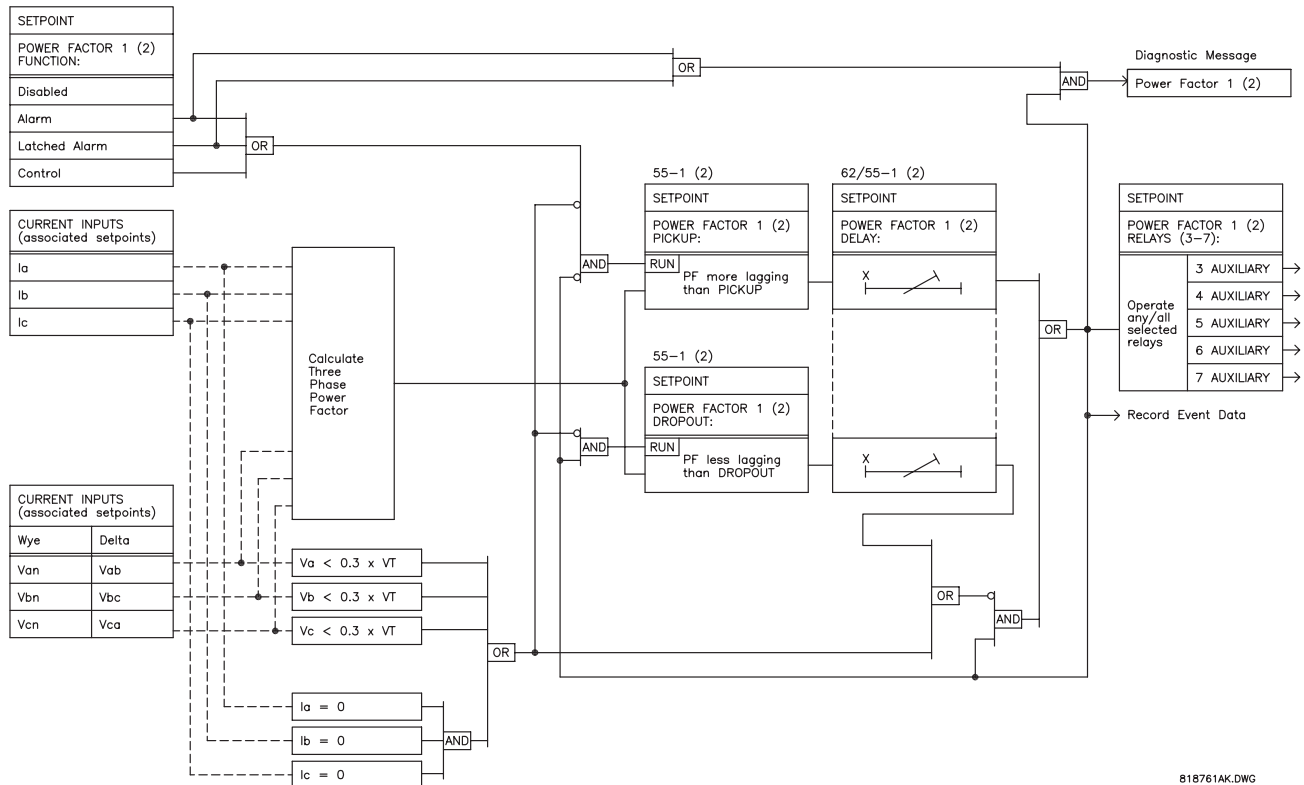 SETPOINT
POWER FACTOR 1 (2)
FUNCTION:
Disabled
Alarm
Latched Alarm
Control
OR
OR
AND
Diagnostic Message
Power Factor 1 (2)
CURRENT INPUTS
(associated setpoints)
Ia
Ib
Ic
Calculate
Three
Phase
Power
Factor
55-1 (2)
SETPOINT
POWER FACTOR 1 (2)
PICKUP:
AND
RUN
PF more lagging
than PICKUP
62/55-1 (2)
SETPOINT
POWER FACTOR 1 (2)
DELAY:
X
OR
SETPOINT
POWER FACTOR 1 (2)
RELAYS (3-7):
Operate
any/all
selected
relays
3 AUXILIARY
4 AUXILIARY
5 AUXILIARY
6 AUXILIARY
7 AUXILIARY
Record Event Data
55-1 (2)
SETPOINT
POWER FACTOR 1 (2)
DROPOUT:
AND
RUN
PF less lagging
than DROPOUT
X
CURRENT INPUTS
(associated setpoints)
Wye
Delta
Van
Vab
Vbn
Vbc
Vcn
Vca
Va < 0.3 x VT
Vb < 0.3 x VT
Vc < 0.3 x VT
OR
OR
AND
Ia = 0
Ib = 0
Ic = 0
AND
818761AK.DWG